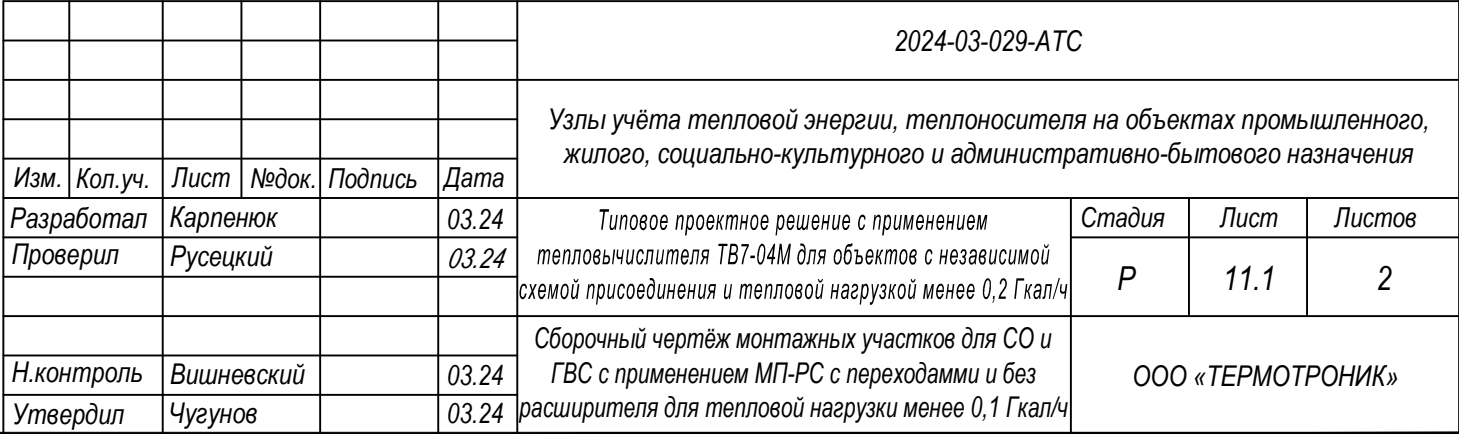 2024-03-029-АТС
Узлы учёта тепловой энергии, теплоносителя на объектах промышленного,
жилого, социально-культурного и административно-бытового назначения
Изм. Кол.уч. Лист №док. Подпись Дата
Разработал Карпенюк 03.24
Проверил Русецкий 03.24
Н.контроль Вишневский 03.24
Утвердил Чугунов 03.24
Типовое проектное решение с применением
тепловычислителя ТВ7-04М для объектов с независимой
схемой присоединения и тепловой нагрузкой менее 0,2 Гкал/ч
Стадия Лист Листов
Р 11.1 2
Сборочный чертёж монтажных участков для СО и
ГВС с применением МП-РС с переходамми и без
расширителя для тепловой нагрузки менее 0,1 Гкал/ч
ООО «ТЕРМОТРОНИК»